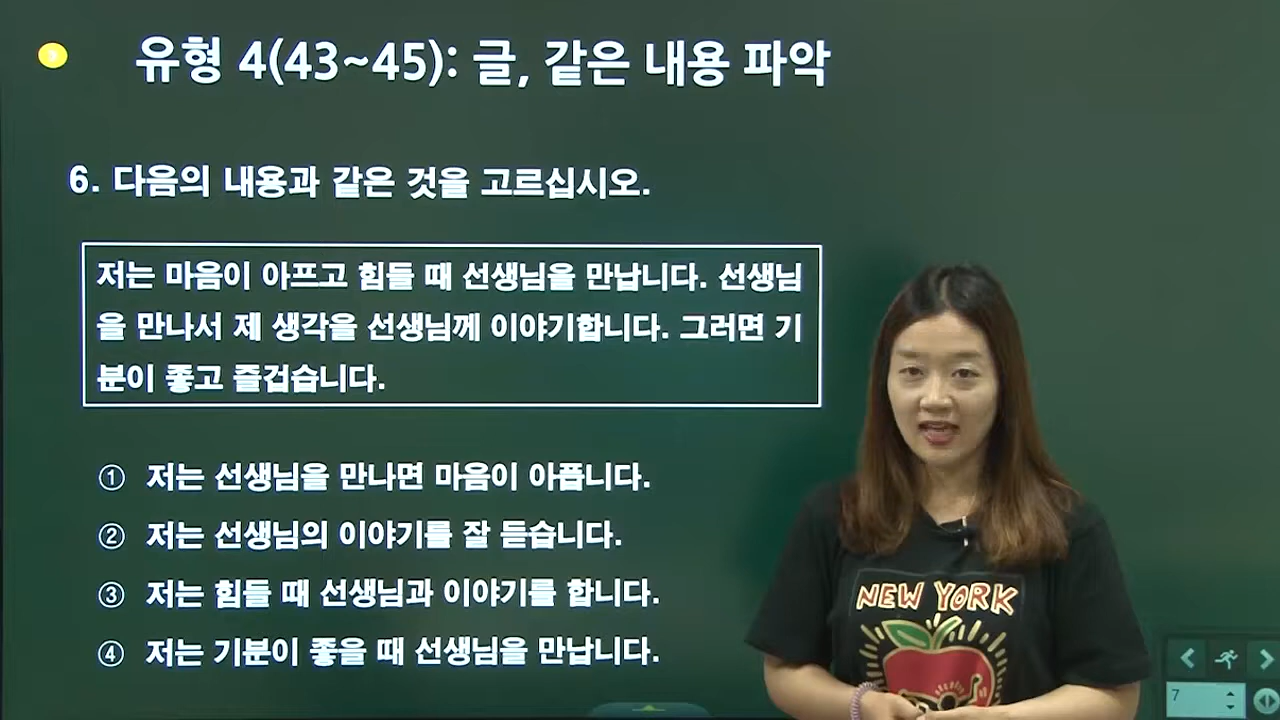 유형 4(43~45): 글, 같은 내용 파악
6. 다음의 내용과 같은 것을 고르십시오.
저는 마음이 아프고 힘들 때 선생님을 만납니다. 선생님
을 만나서 제 생각을 선생님께 이야기합니다. 그러면 기
분이 좋고 즐겁습니다.
① 저는 선생님을 만나면 마음이 아픕니다.
② 저는 선생님의 이야기를 잘 듣습니다.
③ 저는 힘들 때 선생님과 이야기를 합니다.
④ 저는 기분이 좋을 때 선생님을 만납니다.
NEW YORK
7